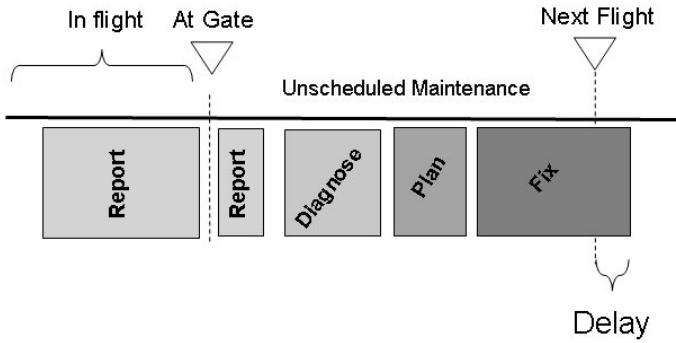 In flight
At Gate
Next Flight
Unscheduled Maintenance
Report
Report
Diagnose
Plan
Fix
Delay